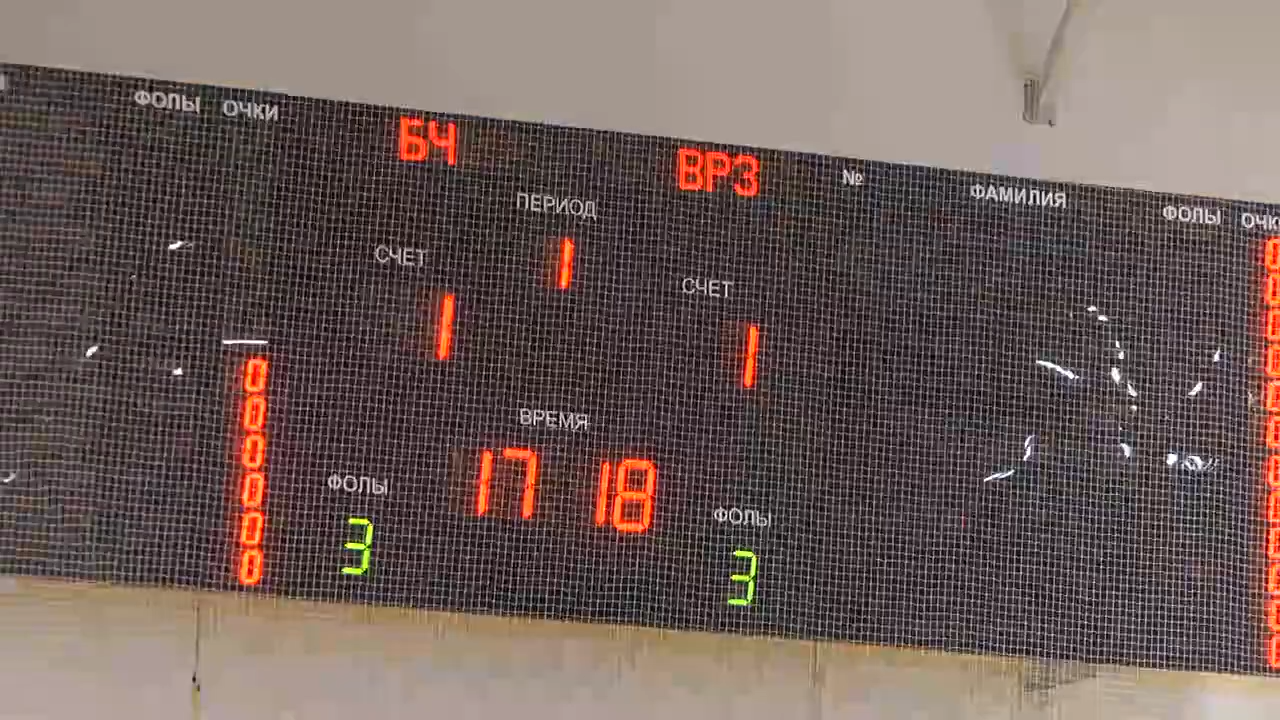 ФОЛЫ ОЧКИ
БЧ ВРЗ
№ ФАМИЛИЯ ФОЛЫ
ПЕРИОД
1
СЧЕТ СЧЕТ
1 1
ВРЕМЯ
17 18
ФОЛЫ ФОЛЫ
3 3
0
0
0
0
0
0